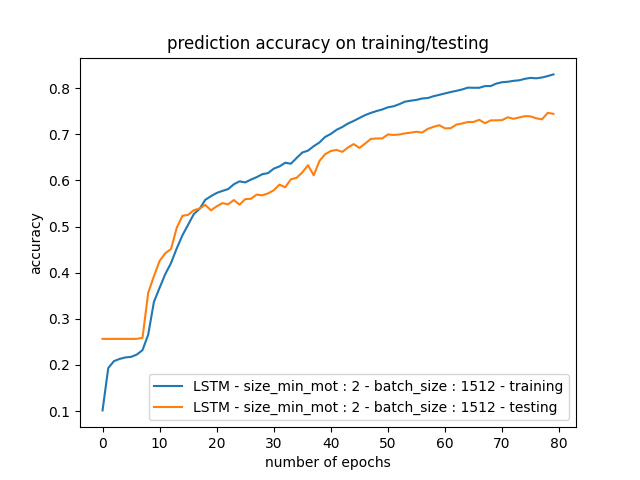 prediction accuracy on training/testing
accuracy
0.8
0.7
0.6
0.5
0.4
0.3
0.2
0.1
LSTM - size_min_mot : 2 - batch_size : 1512 - training
LSTM - size_min_mot : 2 - batch_size : 1512 - testing
0 10 20 30 40 50 60 70 80
number of epochs